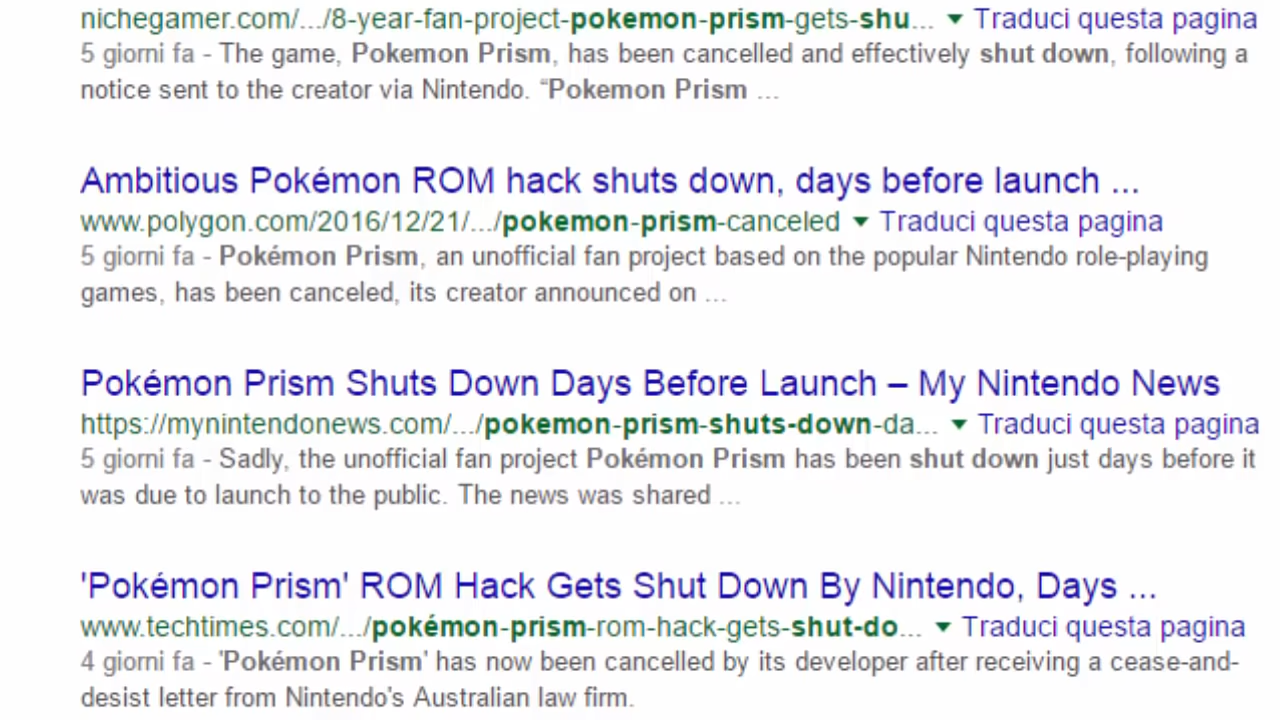 nichegamer.com/.../8-year-fan-project-pokemon-prism-gets-shu... ▼ Traduci questa pagina
5 giorni fa - The game, Pokemon Prism, has been cancelled and effectively shut down, following a
notice sent to the creator via Nintendo. “Pokemon Prism ...
Ambitious Pokémon ROM hack shuts down, days before launch ...
www.polygon.com/2016/12/21/.../pokemon-prism-canceled ▼ Traduci questa pagina
5 giorni fa - Pokémon Prism, an unofficial fan project based on the popular Nintendo role-playing
games, has been canceled, its creator announced on ...
Pokémon Prism Shuts Down Days Before Launch – My Nintendo News
https://mynintendonews.com/.../pokemon-prism-shuts-down-da... ▼ Traduci questa pagina
5 giorni fa - Sadly, the unofficial fan project Pokémon Prism has been shut down just days before it
was due to launch to the public. The news was shared ...
'Pokémon Prism' ROM Hack Gets Shut Down By Nintendo, Days ...
www.techtimes.com/.../pokémon-prism-rom-hack-gets-shut-do... ▼ Traduci questa pagina
4 giorni fa - 'Pokémon Prism' has now been cancelled by its developer after receiving a cease-and-
desist letter from Nintendo's Australian law firm.